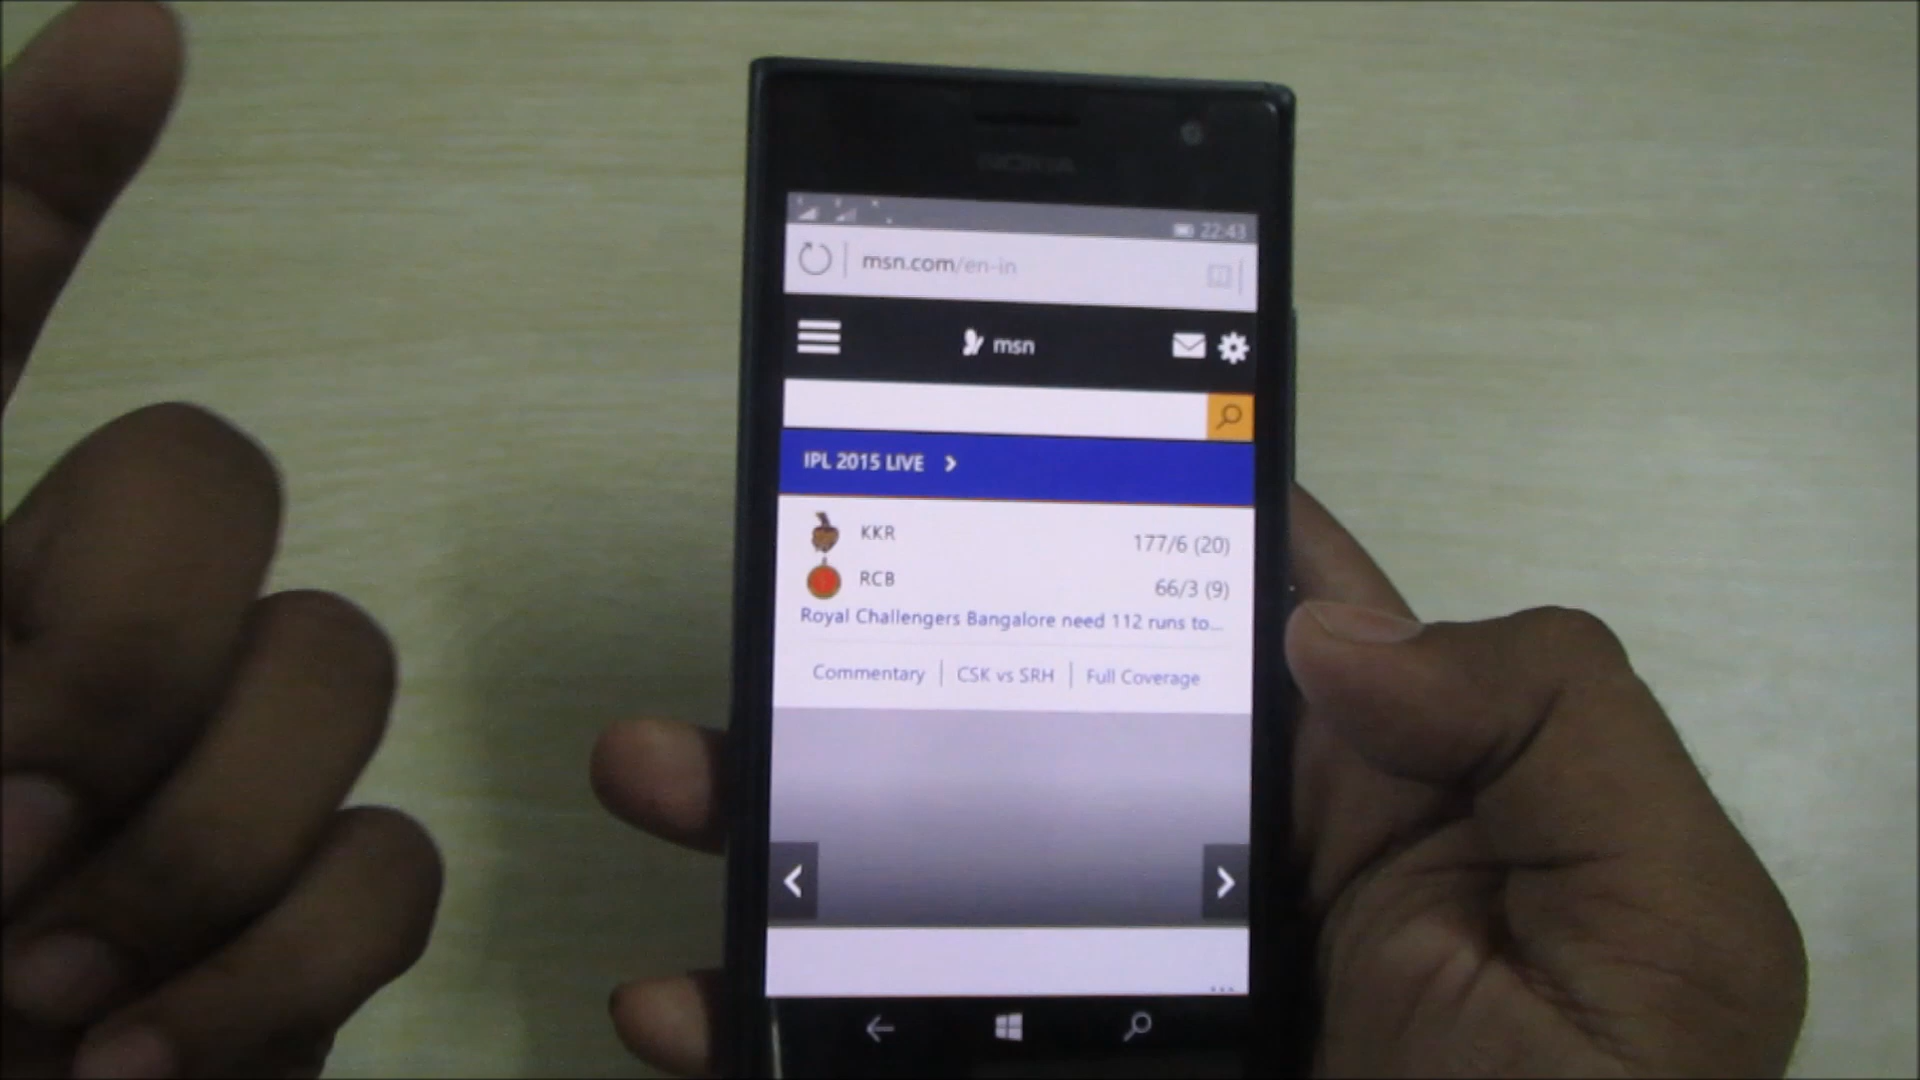 NOKIA
22:43
msn.com/en-in
msn
IPL 2015 LIVE
KKR 177/6 (20)
RCB 66/3 (9)
Royal Challengers Bangalore need 112 runs to...
Commentary | CSK vs SRH | Full Coverage